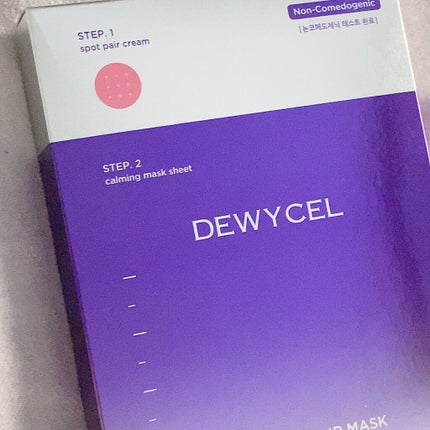 STEP. 1
spot pair cream
Non-Comedogenic
[논코메도제닉 테스트 완료]
STEP. 2
calming mask sheet
DEWYCEL
MASK